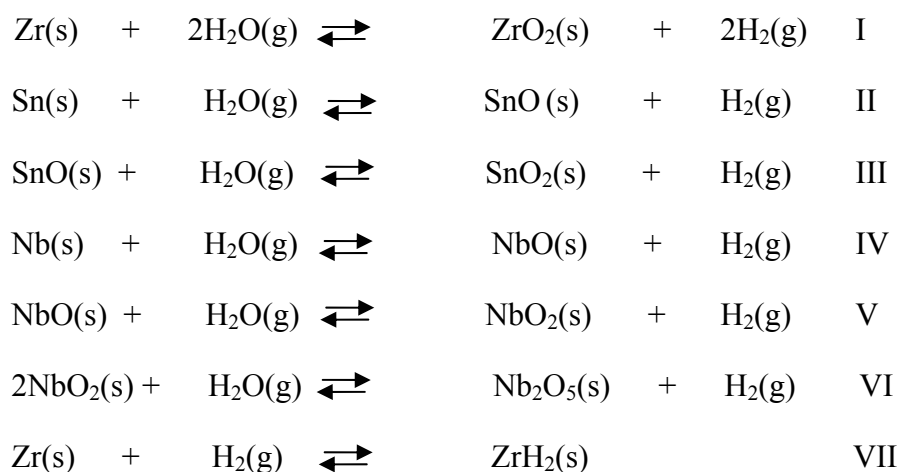 Zr(s) + 2H₂O(g) ⇌ ZrO₂(s) + 2H₂(g) I
Sn(s) + H₂O(g) ⇌ SnO (s) + H₂(g) II
SnO(s) + H₂O(g) ⇌ SnO₂(s) + H₂(g) III
Nb(s) + H₂O(g) ⇌ NbO(s) + H₂(g) IV
NbO(s) + H₂O(g) ⇌ NbO₂(s) + H₂(g) V
2NbO₂(s) + H₂O(g) ⇌ Nb₂O₅(s) + H₂(g) VI
Zr(s) + H₂(g) ⇌ ZrH₂(s) VII